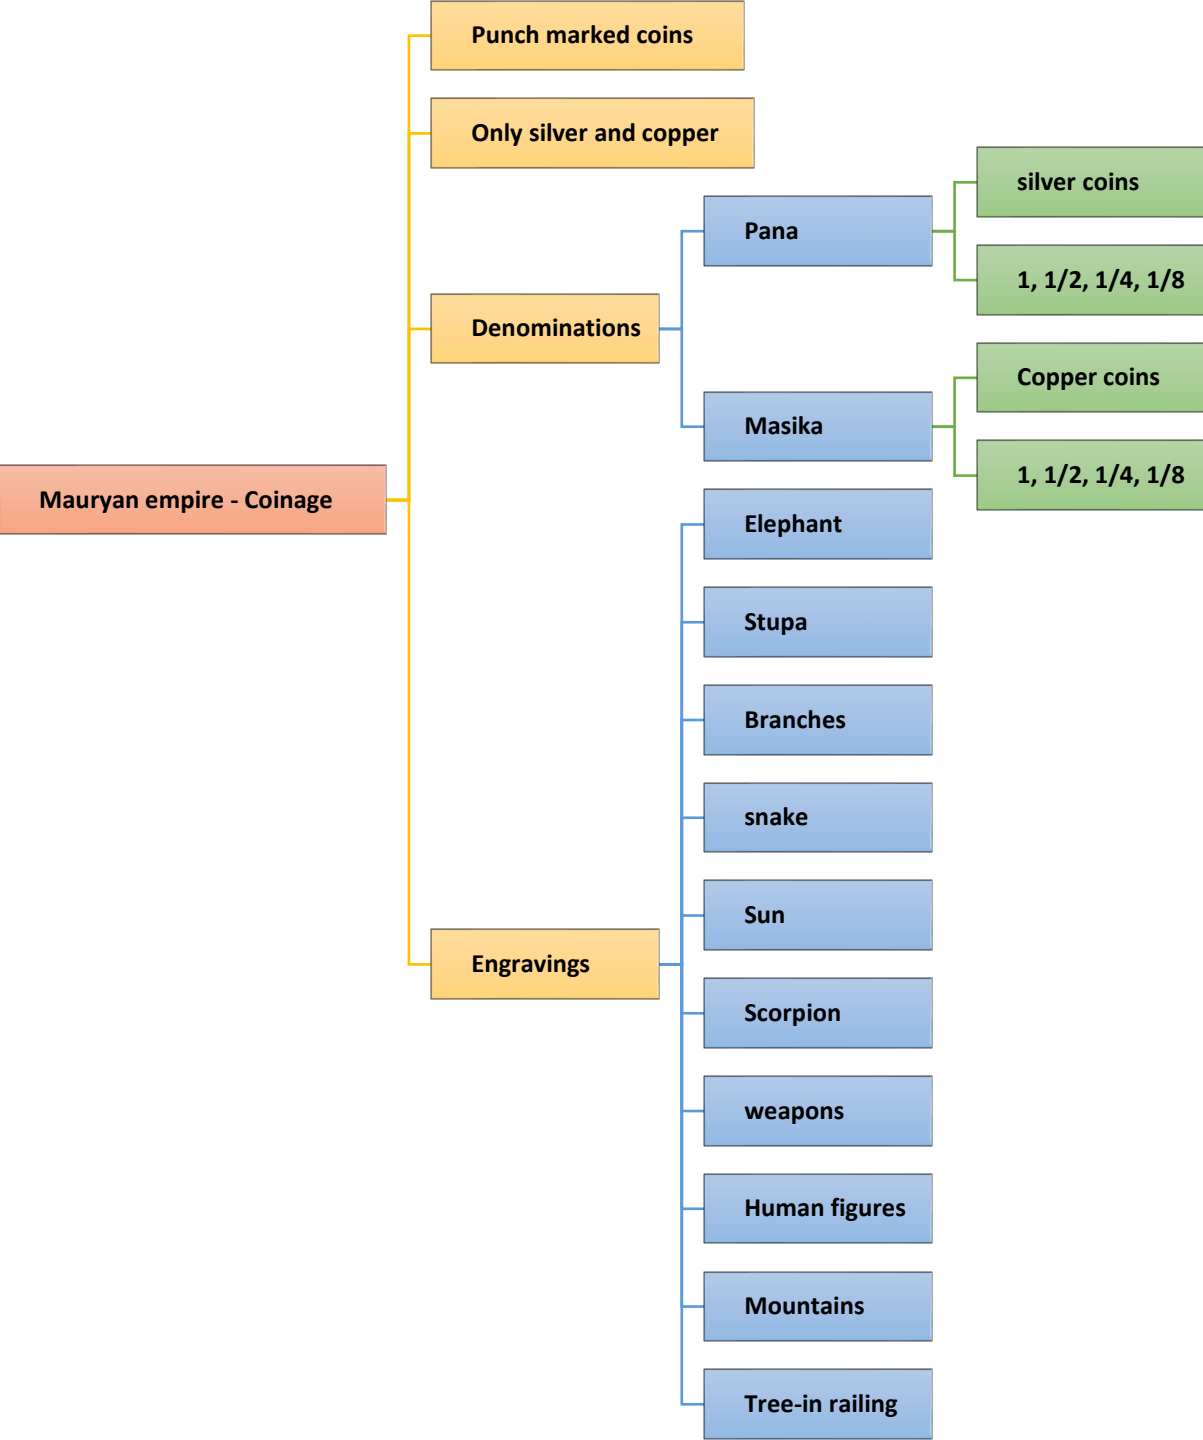 Mauryan empire - Coinage
Punch marked coins
Only silver and copper
Denominations
Pana
silver coins
1, 1/2, 1/4, 1/8
Masika
Copper coins
1, 1/2, 1/4, 1/8
Engravings
Elephant
Stupa
Branches
snake
Sun
Scorpion
weapons
Human figures
Mountains
Tree-in railing